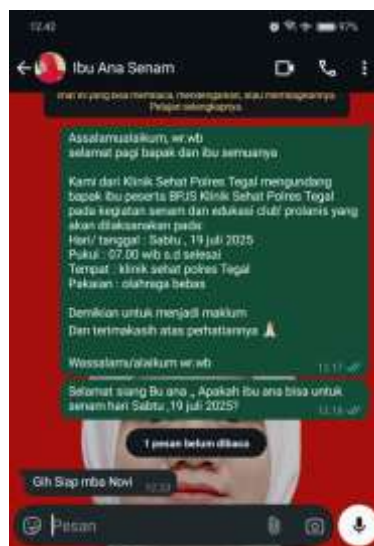 12.42
97%
Ibu Ana Senam
Pelajari selengkapnya.
Assalamualaikum, wr.wb
selamat pagi bapak dan ibu semuanya
Kami dari Klinik Sehat Polres Tegal mengundang
bapak ibu peserta BPJS Klinik Sehat Polres Tegal
pada kegiatan senam dan edukasi club prolanis yang
akan dilaksanakan pada:
Hari/ tanggal : Sabtu, 19 juli 2025
Pukul : 07.00 wib s.d selesai
Tempat : klinik sehat polres Tegal
Pakaian : olahraga bebas
Demikian untuk menjadi maklum
Dan terimakasih atas perhatiannya 🙏🏻
Wassalamu'alaikum wr.wb
Selamat siang Bu ana ,, Apakah ibu ana bisa untuk
senam hari Sabtu ,19 juli 2025?
1 pesan belum dibaca
Gih Siap mba Novi
Pesan